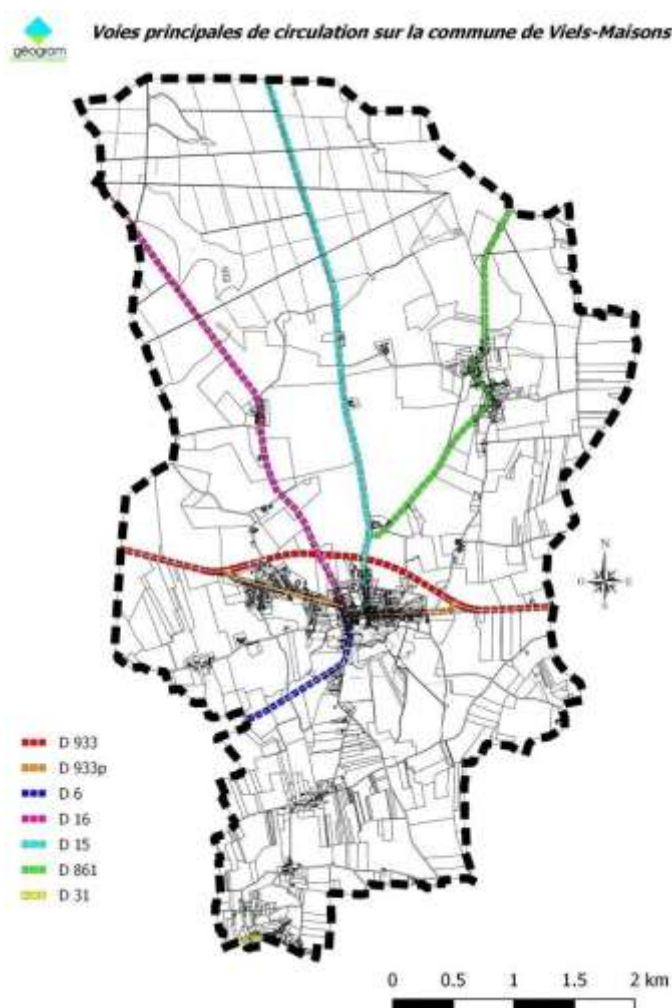 géogram
Voies principales de circulation sur la commune de Viels-Maisons
N
O E
S
D 933
D 933p
D 6
D 16
D 15
D 861
D 31
0 0.5 1 1.5 2 km